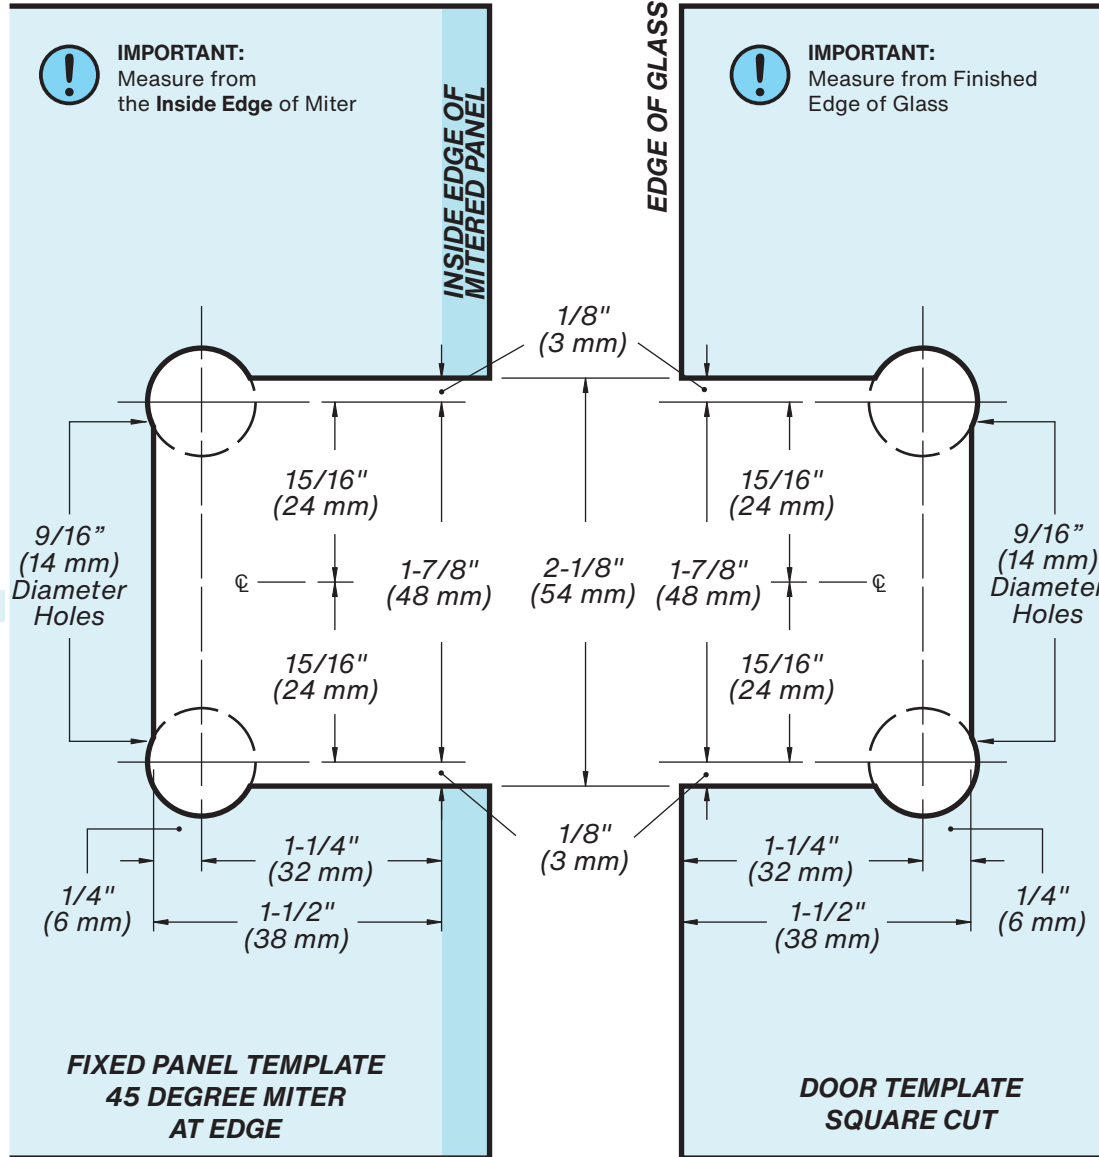 IMPORTANT:
Measure from
the Inside Edge of Miter
INSIDE EDGE OF
MITERED PANEL
EDGE OF GLASS
IMPORTANT:
Measure from Finished
Edge of Glass
1/8"
(3 mm)
15/16"
(24 mm)
15/16"
(24 mm)
9/16”
(14 mm)
Diameter
Holes
℄
1-7/8"
(48 mm)
2-1/8"
(54 mm)
1-7/8"
(48 mm)
℄
9/16”
(14 mm)
Diameter
Holes
15/16"
(24 mm)
15/16"
(24 mm)
1/8"
(3 mm)
1-1/4"
(32 mm)
1-1/4"
(32 mm)
1/4"
(6 mm)
1-1/2"
(38 mm)
1-1/2"
(38 mm)
1/4"
(6 mm)
FIXED PANEL TEMPLATE
45 DEGREE MITER
AT EDGE
DOOR TEMPLATE
SQUARE CUT